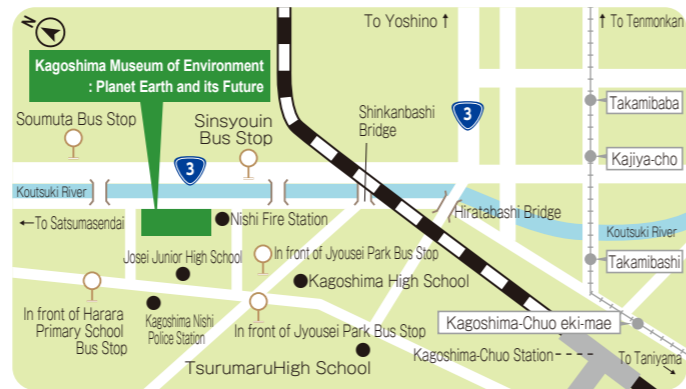 N
To Yoshino ↑
↑ To Tenmonkan
Kagoshima Museum of Environment
: Planet Earth and its Future
Soumuta Bus Stop
Sinsyouin
Bus Stop
Shinkanbashi
Bridge
3
Takamibaba
3
Kajiya-cho
Koutsuki River
←To Satsumasendai
Nishi Fire Station
Hiratabashi Bridge
Koutsuki River
Josei Junior High School
In front of Jyousei Park Bus Stop
Takamibashi
Kagoshima High School
In front of Harara
Primary School
Bus Stop
Kagoshima Nishi
Police Station
In front of Jyousei Park Bus Stop
Kagoshima-Chuo eki-mae
TsurumaruHigh School
Kagoshima-Chuo Station
To Taniyama